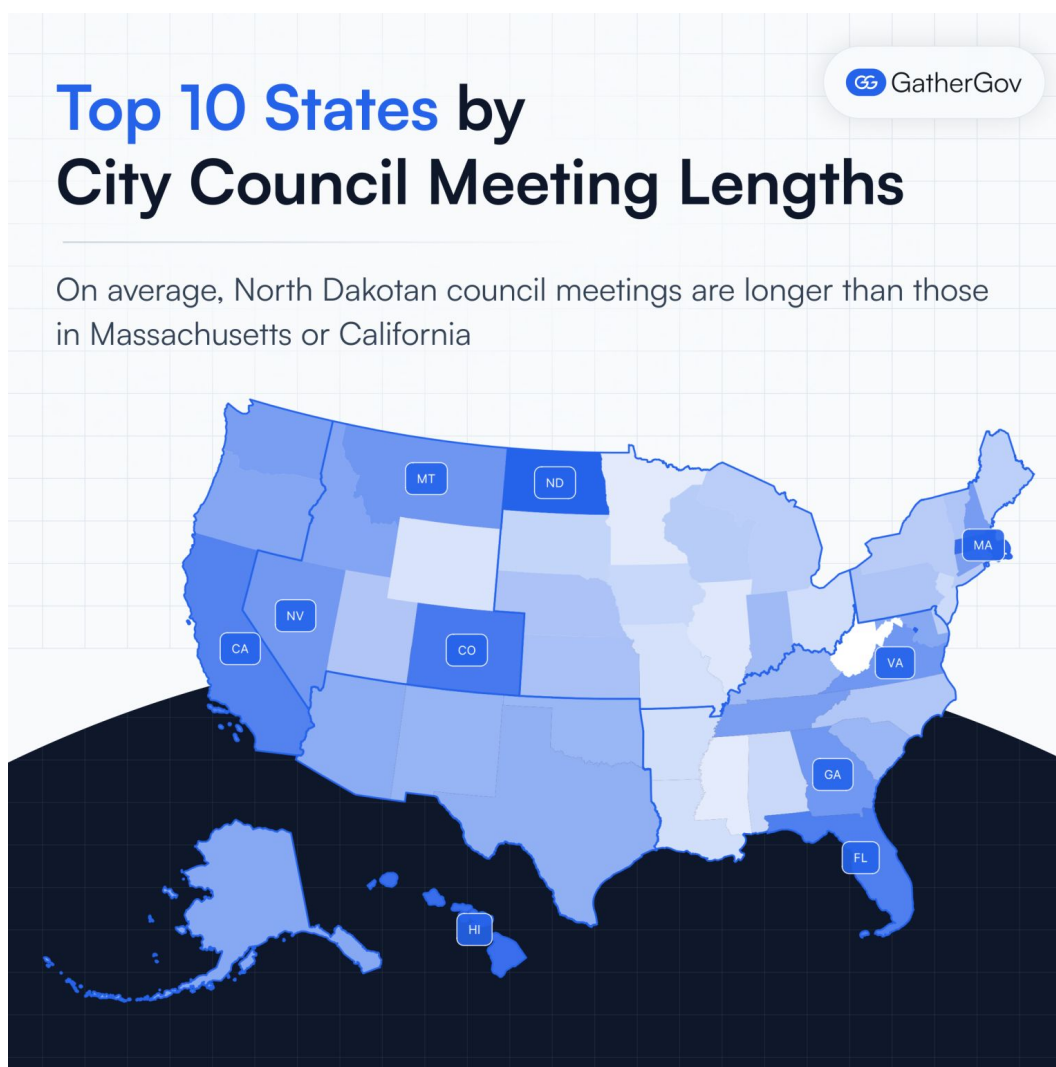 GatherGov
Top 10 States by
City Council Meeting Lengths
On average, North Dakotan council meetings are longer than those
in Massachusetts or California
MT
ND
MA
NV
CA
CO
VA
GA
FL
HI